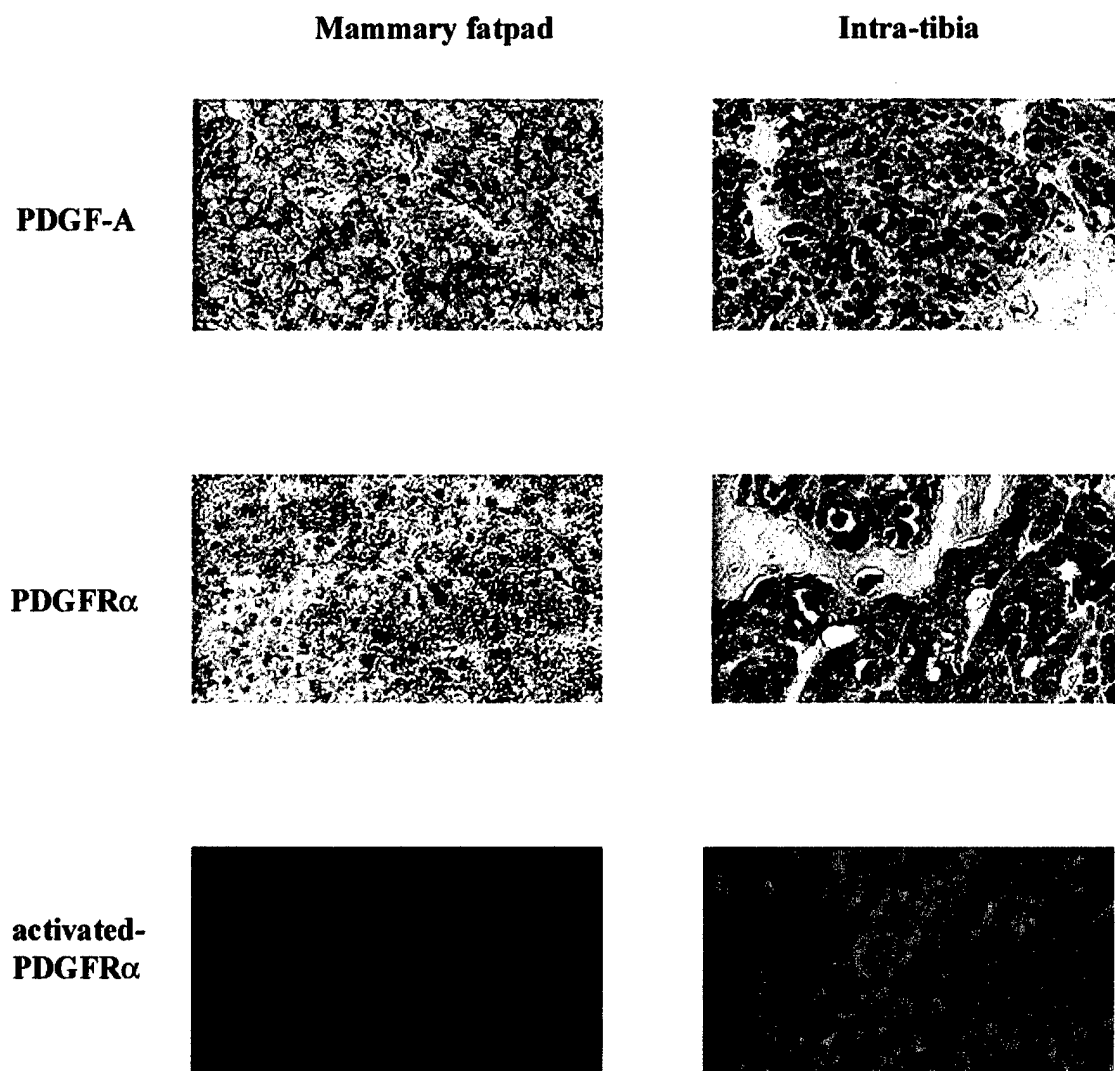 Mammary fatpad
Intra-tibia
PDGF-A
PDGFRα
activated-
PDGFRα